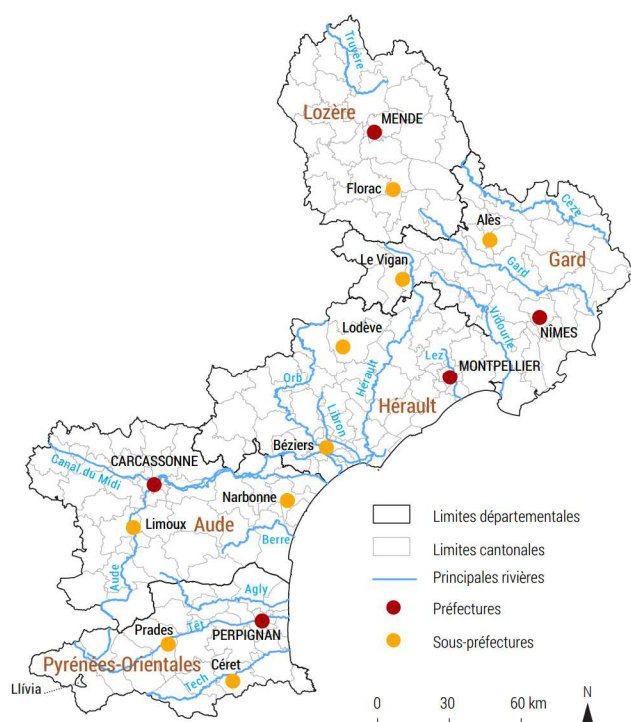 Truyère
Lozère
MENDE
Florac
Cèze
Alès
Gard
Gard
Le Vigan
Vidourle
NÎMES
Lodève
Hérault
Lez
MONTPELLIER
Orb
Libron
Hérault
Béziers
CARCASSONNE
Canal du Midi
Narbonne
Limoux
Aude
Berre
Aude
Agly
Prades
Têt
PERPIGNAN
Pyrénées-Orientales
Céret
Tech
Llívia
Limites départementales
Limites cantonales
Principales rivières
Préfectures
Sous-préfectures
0 30 60 km
N